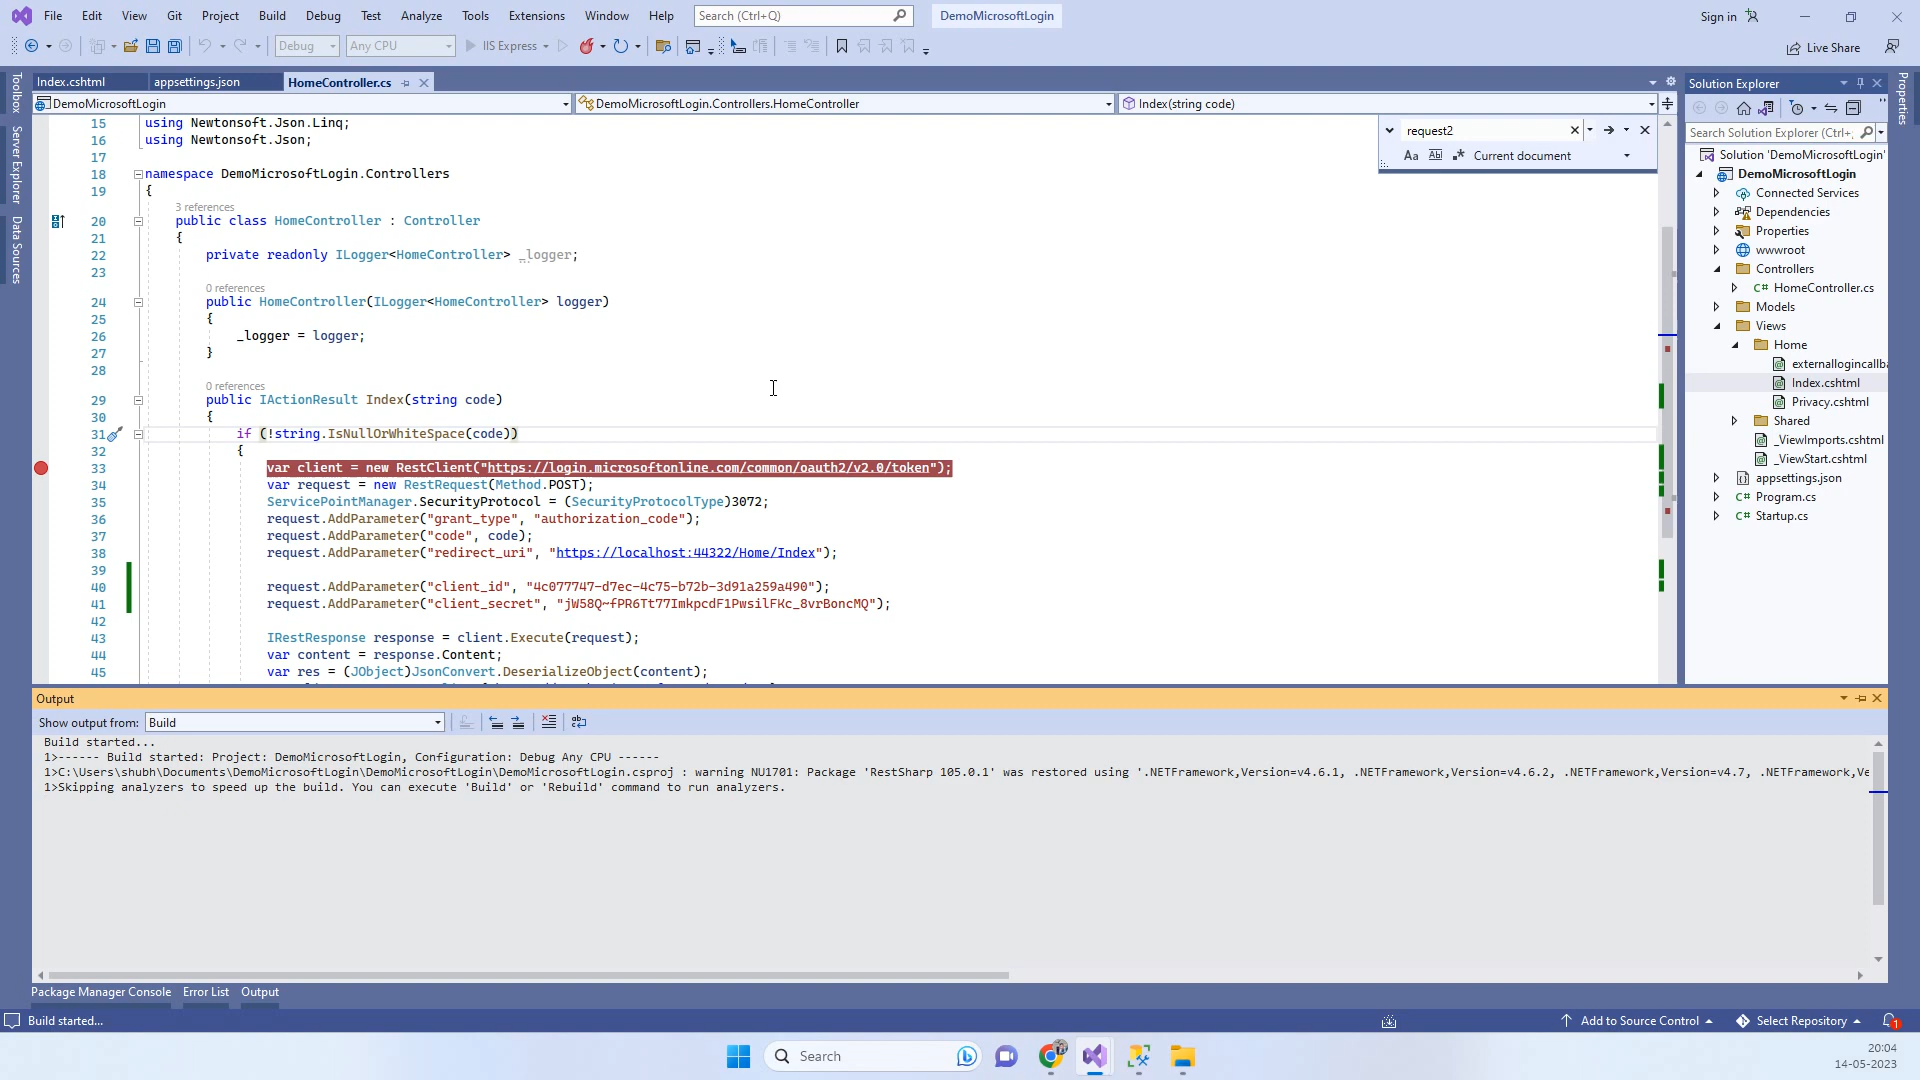 File Edit View Git Project Build Debug Test Analyze Tools Extensions Window Help Search (Ctrl+Q) DemoMicrosoftLogin Sign in
Debug Any CPU IIS Express Live Share
Toolbox
Server Explorer
Data Sources
Index.cshtml appsettings.json HomeController.cs
DemoMicrosoftLogin DemoMicrosoftLogin.Controllers.HomeController Index(string code)
request2
Aa Ab Current document
15 using Newtonsoft.Json.Linq;
16 using Newtonsoft.Json;
17
18 namespace DemoMicrosoftLogin.Controllers
19 {
3 references
20 public class HomeController : Controller
21 {
22 private readonly ILogger<HomeController> _logger;
23
0 references
24 public HomeController(ILogger<HomeController> logger)
25 {
26 _logger = logger;
27 }
28
0 references
29 public IActionResult Index(string code)
30 {
31 if (!string.IsNullOrWhiteSpace(code))
32 {
33 var client = new RestClient("https://login.microsoftonline.com/common/oauth2/v2.0/token");
34 var request = new RestRequest(Method.POST);
35 ServicePointManager.SecurityProtocol = (SecurityProtocolType)3072;
36 request.AddParameter("grant_type", "authorization_code");
37 request.AddParameter("code", code);
38 request.AddParameter("redirect_uri", "https://localhost:44322/Home/Index");
39
40 request.AddParameter("client_id", "4c077747-d7ec-4c75-b72b-3d91a259a490");
41 request.AddParameter("client_secret", "jW58Q~fPR6Tt77ImkpcdF1PwsilFKc_8vrBoncMQ");
42
43 IRestResponse response = client.Execute(request);
44 var content = response.Content;
45 var res = (JObject)JsonConvert.DeserializeObject(content);
Solution Explorer
Search Solution Explorer (Ctrl+;
Solution 'DemoMicrosoftLogin'
DemoMicrosoftLogin
Connected Services
Dependencies
Properties
wwwroot
Controllers
C# HomeController.cs
Models
Views
Home
externallogincallba
Index.cshtml
Privacy.cshtml
Shared
_ViewImports.cshtml
_ViewStart.cshtml
appsettings.json
C# Program.cs
C# Startup.cs
Properties
Output
Show output from: Build
Build started...
1>------ Build started: Project: DemoMicrosoftLogin, Configuration: Debug Any CPU ------
1>C:\Users\shubh\Documents\DemoMicrosoftLogin\DemoMicrosoftLogin\DemoMicrosoftLogin.csproj : warning NU1701: Package 'RestSharp 105.0.1' was restored using '.NETFramework,Version=v4.6.1, .NETFramework,Version=v4.6.2, .NETFramework,Version=v4.7, .NETFramework,Ve
1>Skipping analyzers to speed up the build. You can execute 'Build' or 'Rebuild' command to run analyzers.
Package Manager Console Error List Output
Build started... Add to Source Control Select Repository 1
Search
20:04
14-05-2023